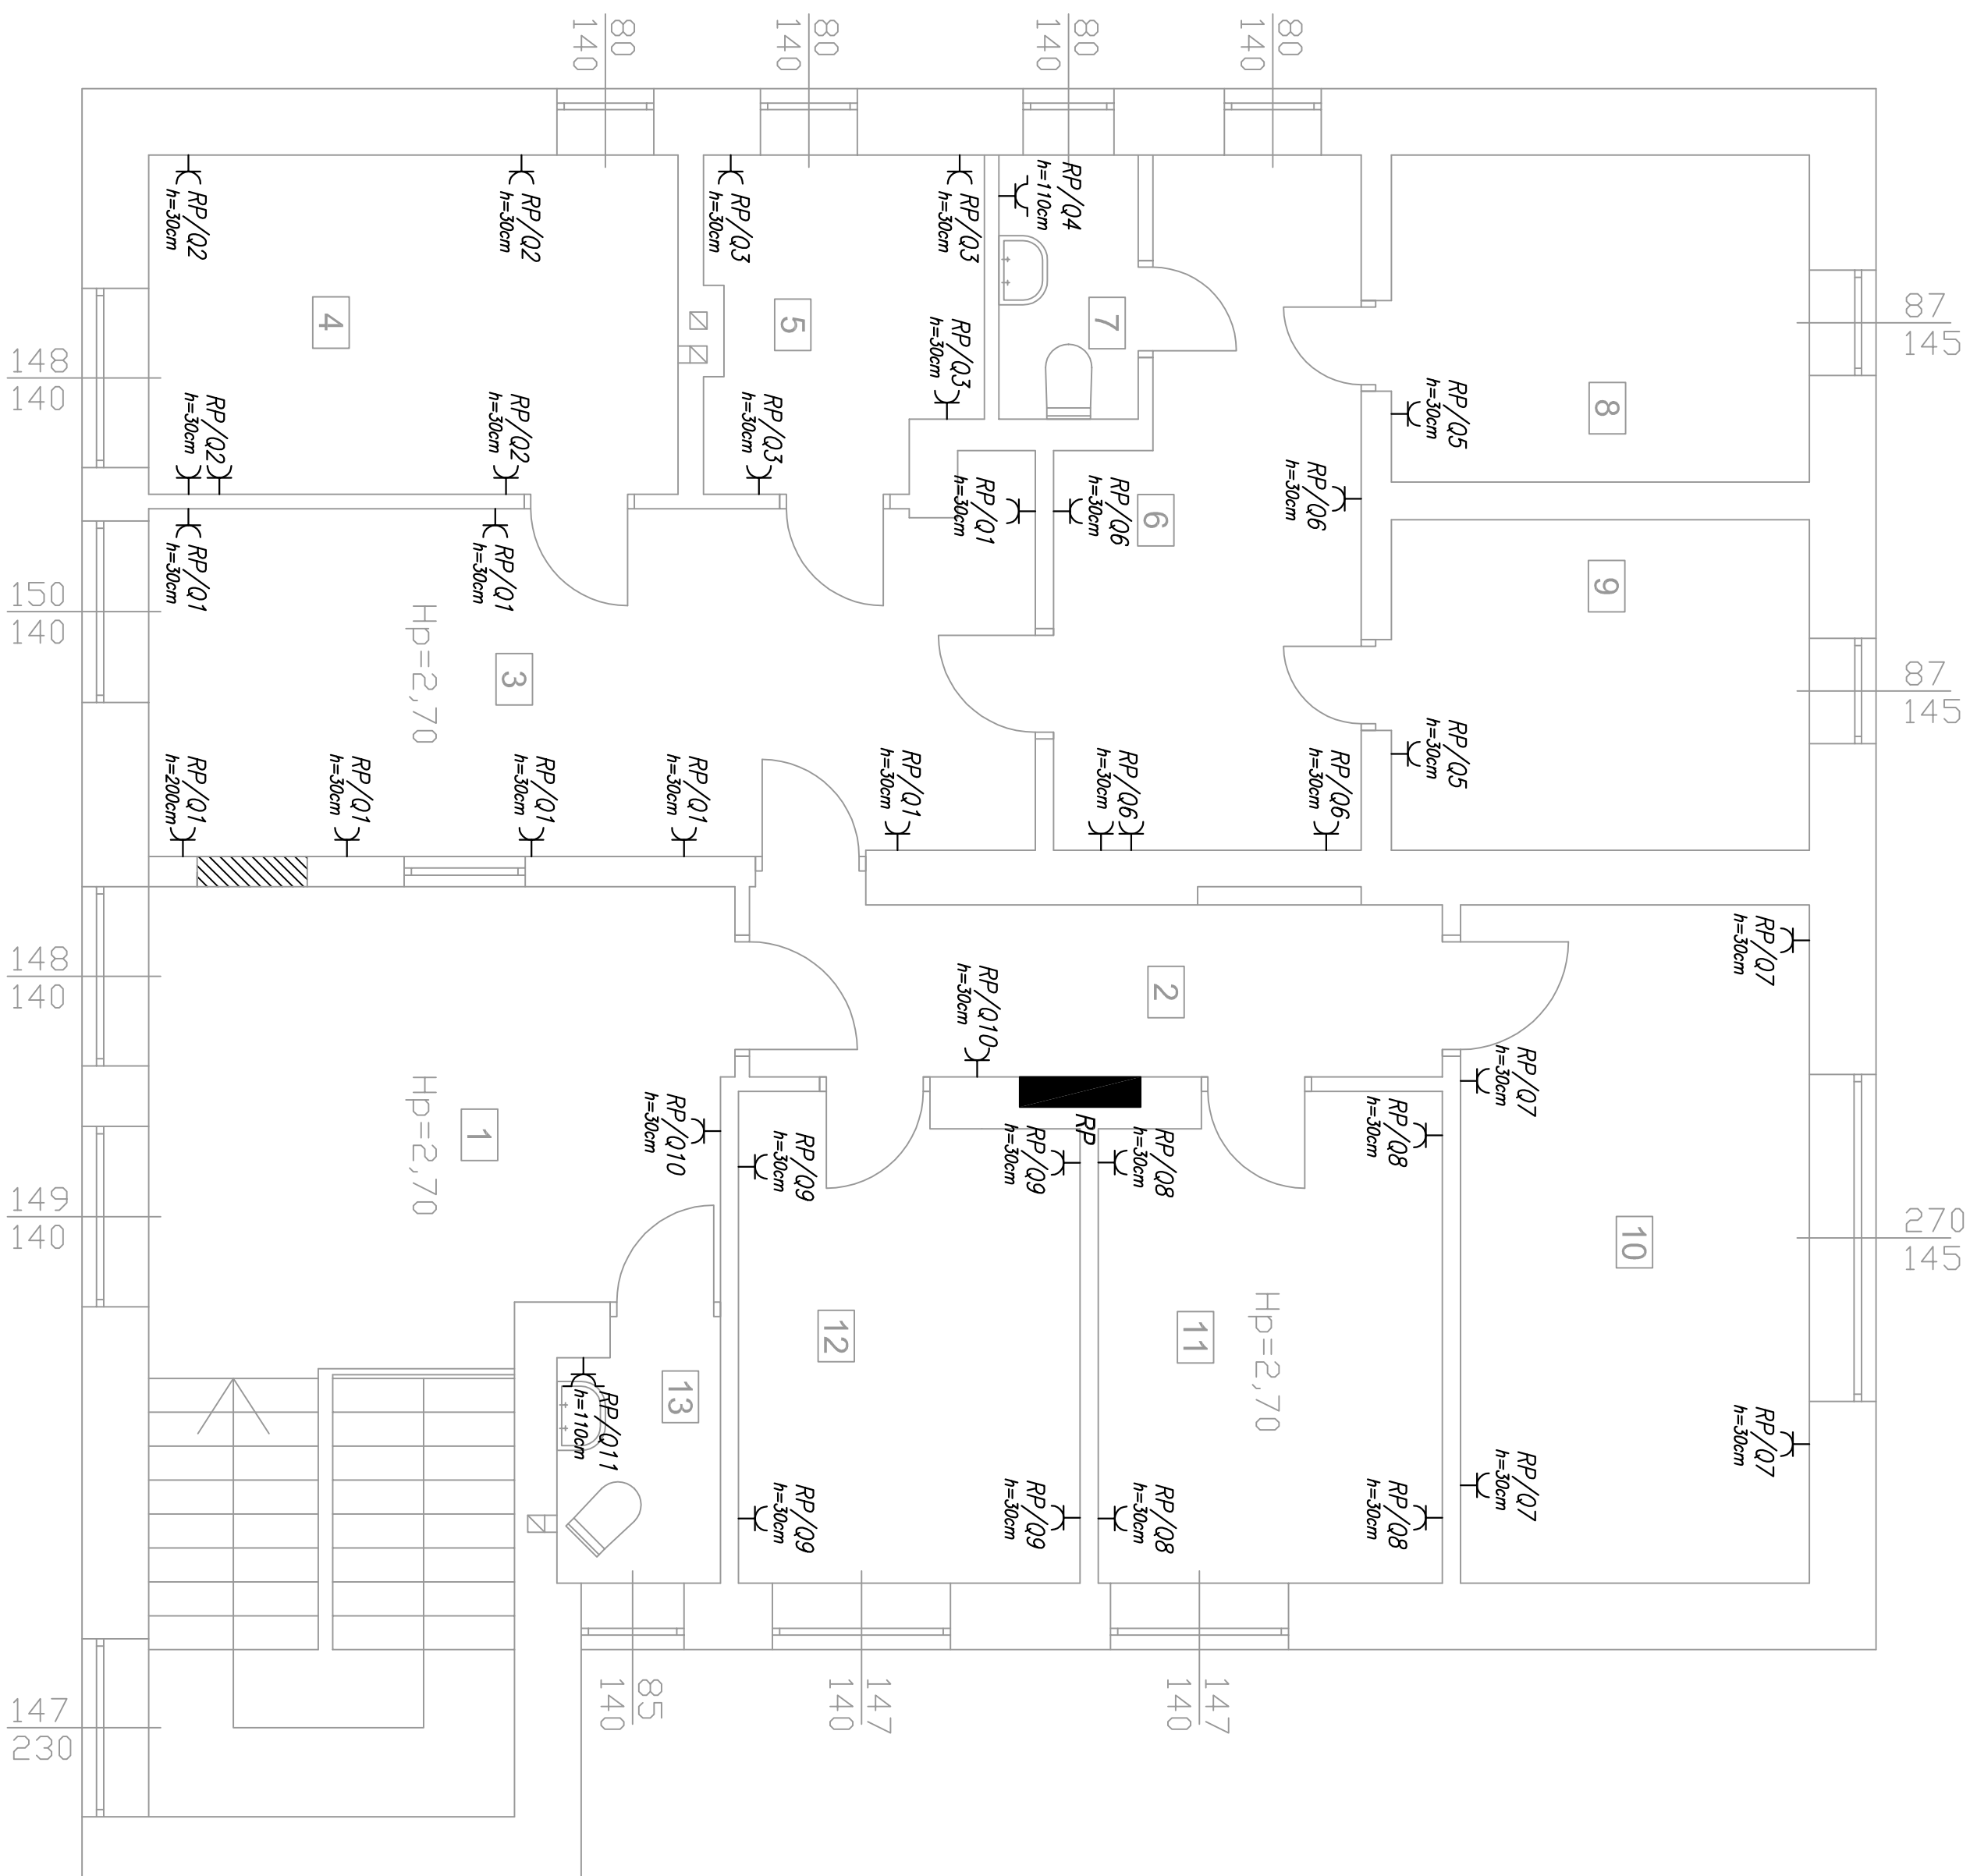 80
140
80
140
80
140
80
140
RP/Q2
h=30cm
RP/Q2
h=30cm
RP/Q3
h=30cm
RP/Q3
h=30cm
RP/Q4
h=110cm
87
145
4
5
7
RP/Q3
h=30cm
8
148
140
RP/Q2
h=30cm
RP/Q2
h=30cm
RP/Q3
h=30cm
RP/Q5
h=30cm
RP/Q1
h=30cm
RP/Q6
h=30cm
6
RP/Q6
h=30cm
RP/Q1
h=30cm
RP/Q1
h=30cm
9
150
140
Hp=2,70
3
87
145
RP/Q5
h=30cm
RP/Q1
h=200cm
RP/Q1
h=30cm
RP/Q1
h=30cm
RP/Q1
h=30cm
RP/Q1
h=30cm
RP/Q6
h=30cm
RP/Q6
h=30cm
148
140
RP/Q10
h=30cm
2
RP/Q7
h=30cm
RP/Q7
h=30cm
Hp=2,70
1
RP/Q10
h=30cm
RP/Q9
h=30cm
RP/Q9
h=30cm
RP
RP/Q8
h=30cm
RP/Q8
h=30cm
149
140
10
270
145
12
11
Hp=2,70
13
RP/Q11
h=110cm
RP/Q9
h=30cm
RP/Q9
h=30cm
RP/Q8
h=30cm
RP/Q8
h=30cm
RP/Q7
h=30cm
RP/Q7
h=30cm
147
230
85
140
147
140
147
140